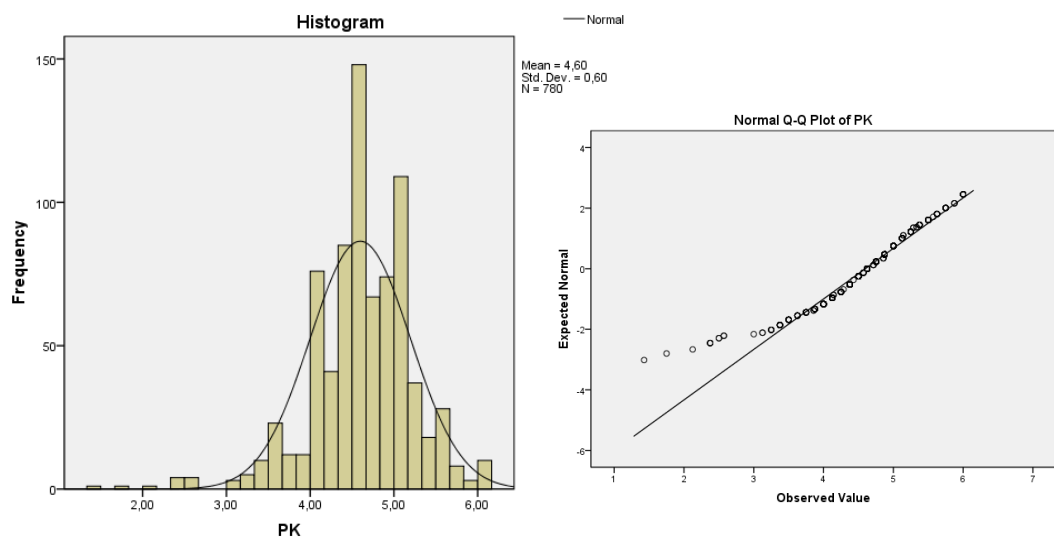 Histogram
Normal
Mean = 4,60
Std. Dev. = 0,60
N = 780
150
100
50
0
Frequency
2,00 3,00 4,00 5,00 6,00
PK
Normal Q-Q Plot of PK
4
2
0
-2
-4
-6
Expected Normal
1 2 3 4 5 6 7
Observed Value